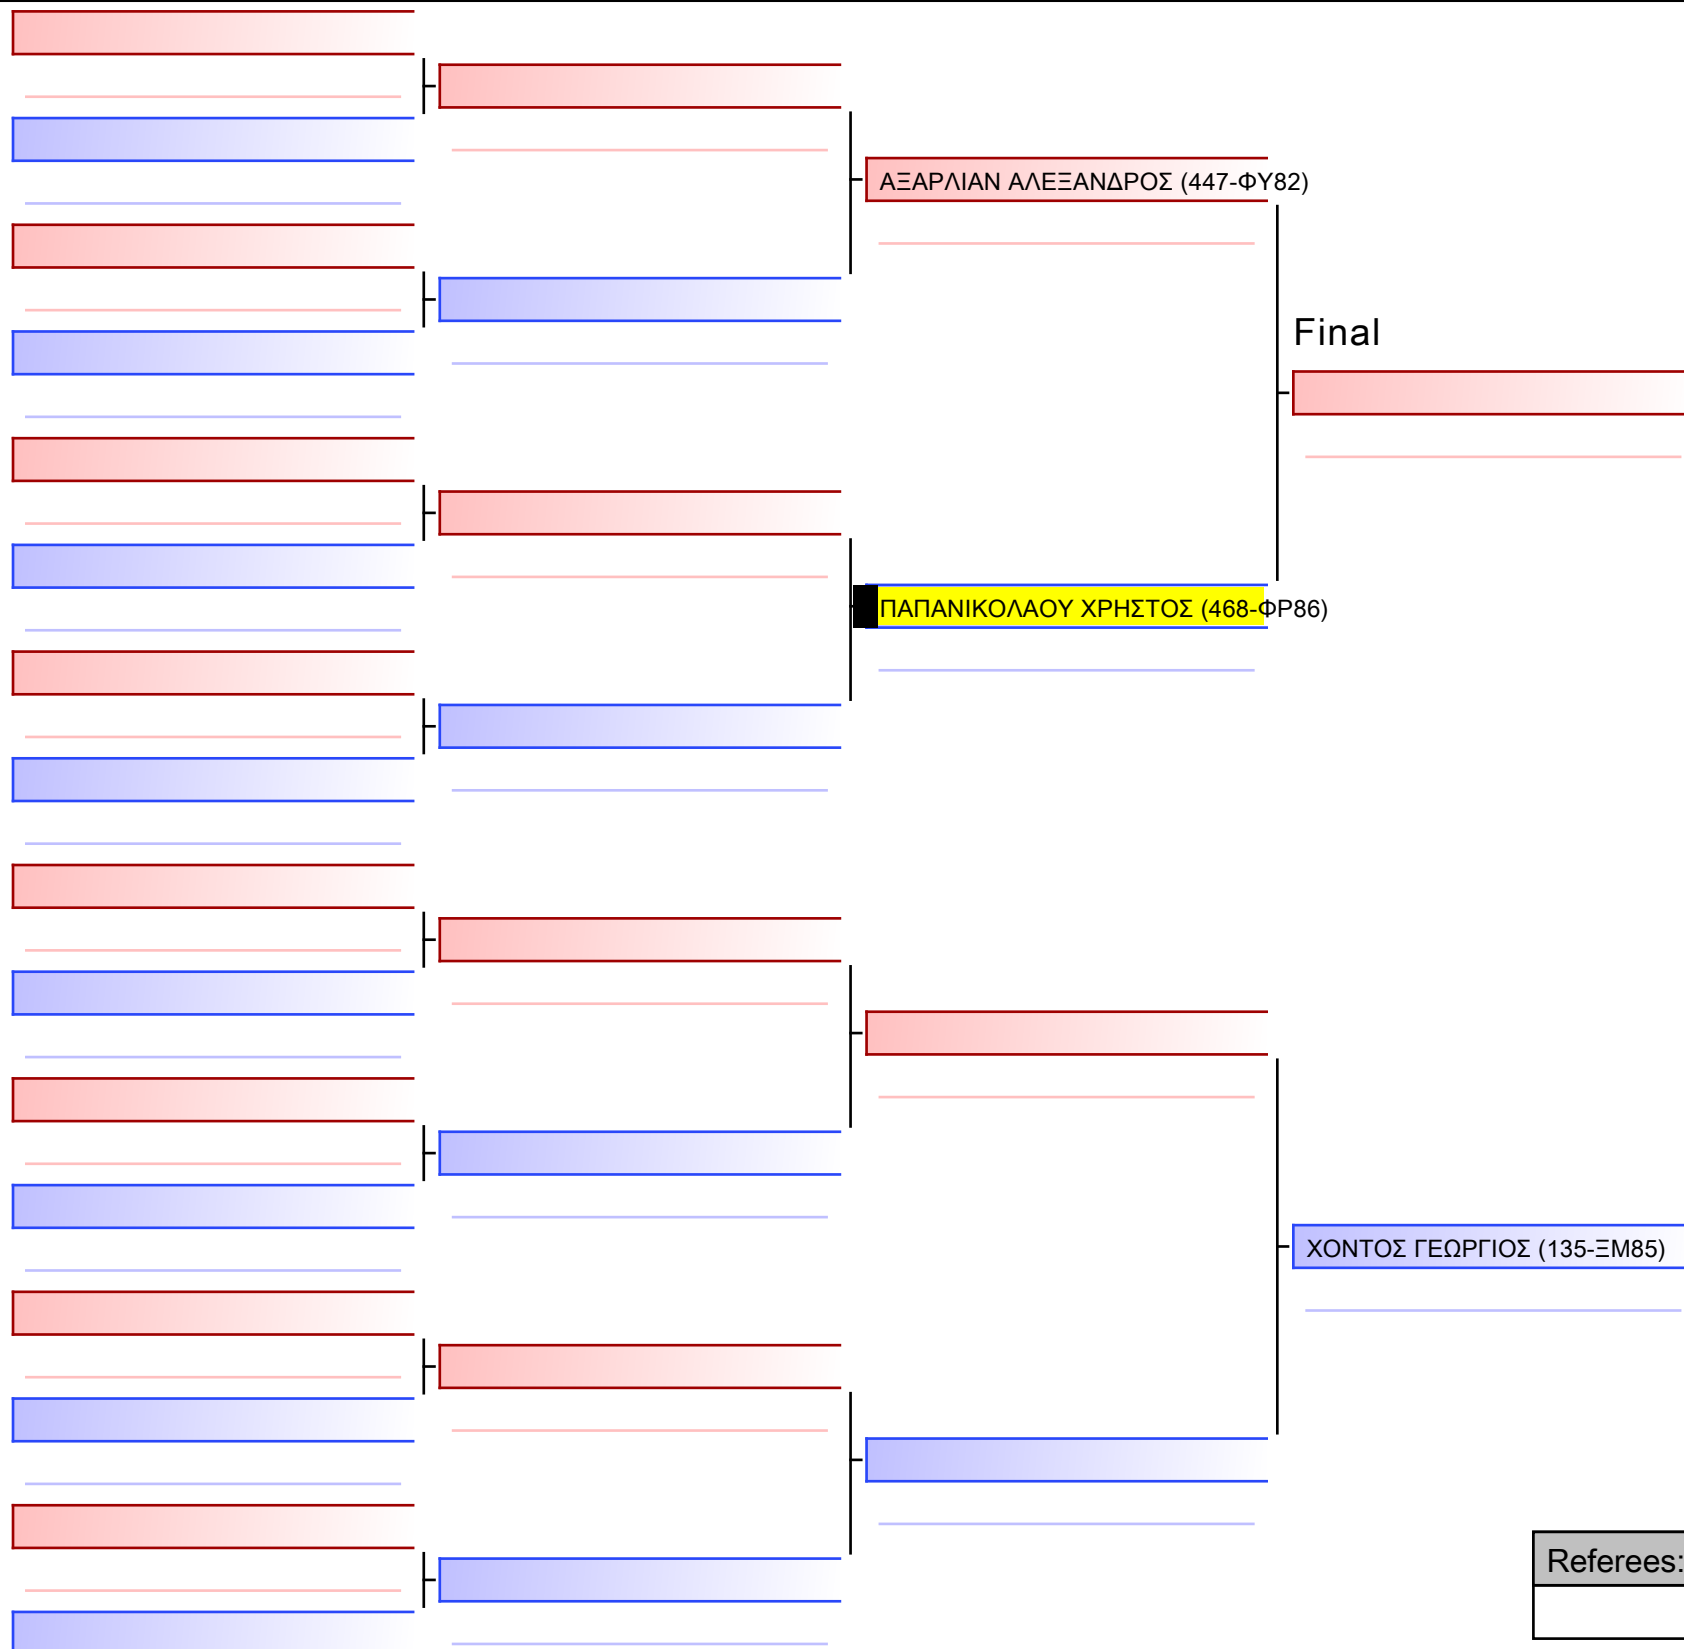 ΑΞΑΡΛΙΑΝ ΑΛΕΞΑΝΔΡΟΣ (447-ΦΥ82)
Final
ΠΑΠΑΝΙΚΟΛΑΟΥ ΧΡΗΣΤΟΣ (468-ΦΡ86)
ΧΟΝΤΟΣ ΓΕΩΡΓΙΟΣ (135-ΞΜ85)
Referees: